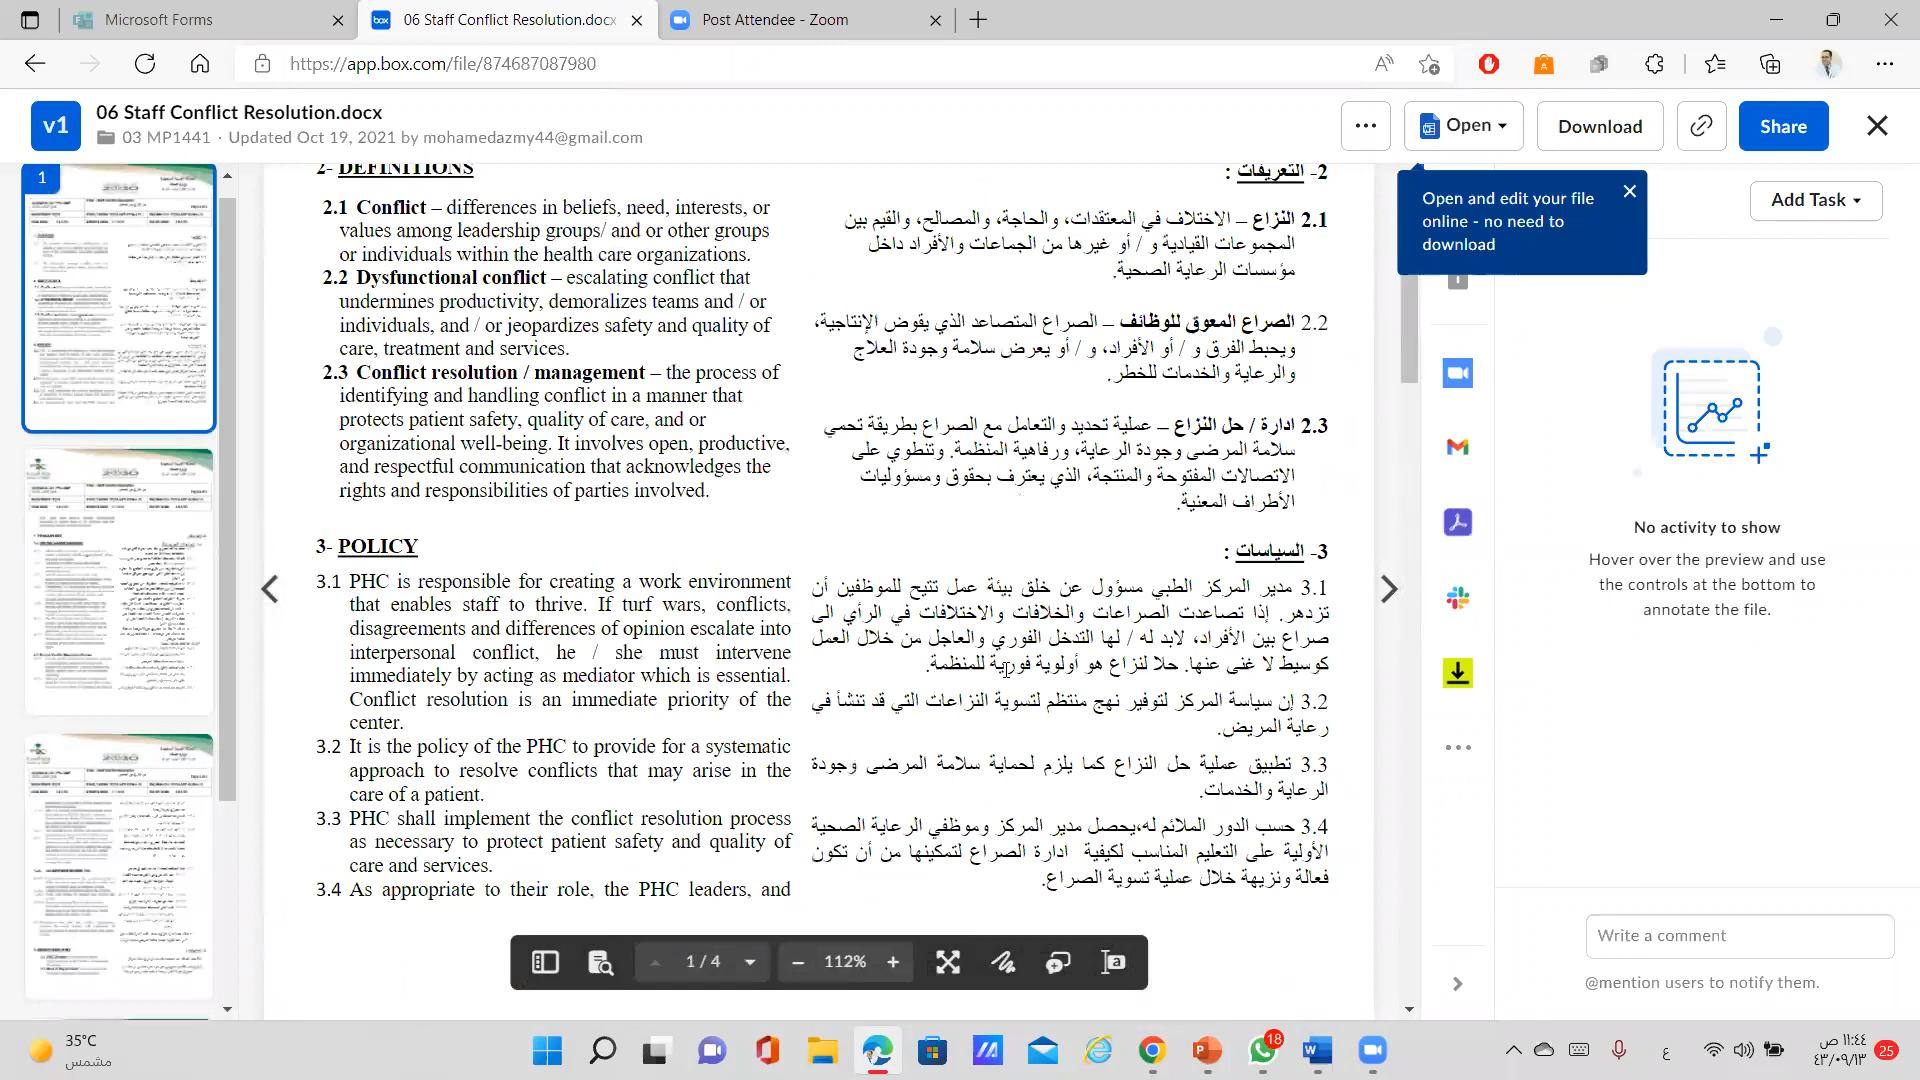 Microsoft Forms
06 Staff Conflict Resolution.docx
Post Attendee - Zoom
https://app.box.com/file/874687087980
v1
06 Staff Conflict Resolution.docx
03 MP1441 · Updated Oct 19, 2021 by mohamedazmy44@gmail.com
Open
Download
Share
1
Open and edit your file
online - no need to
download
Add Task
2- DEFINITIONS
2.1 Conflict – differences in beliefs, need, interests, or
values among leadership groups/ and or other groups
or individuals within the health care organizations.
2.2 Dysfunctional conflict – escalating conflict that
undermines productivity, demoralizes teams and / or
individuals, and / or jeopardizes safety and quality of
care, treatment and services.
2.3 Conflict resolution / management – the process of
identifying and handling conflict in a manner that
protects patient safety, quality of care, and or
organizational well-being. It involves open, productive,
and respectful communication that acknowledges the
rights and responsibilities of parties involved.
3- POLICY
3.1 PHC is responsible for creating a work environment
that enables staff to thrive. If turf wars, conflicts,
disagreements and differences of opinion escalate into
interpersonal conflict, he / she must intervene
immediately by acting as mediator which is essential.
Conflict resolution is an immediate priority of the
center.
3.2 It is the policy of the PHC to provide for a systematic
approach to resolve conflicts that may arise in the
care of a patient.
3.3 PHC shall implement the conflict resolution process
as necessary to protect patient safety and quality of
care and services.
3.4 As appropriate to their role, the PHC leaders, and
2- التعريفات :
2.1 النزاع – الاختلاف في المعتقدات، والحاجة، والمصالح، والقيم بين
المجموعات القيادية و / أو غيرها من الجماعات والأفراد داخل
مؤسسات الرعاية الصحية.
2.2 الصراع المعوق للوظائف – الصراع المتصاعد الذي يقوض الإنتاجية،
ويحبط الفرق و / أو الأفراد، و / أو يعرض سلامة وجودة العلاج
والرعاية والخدمات للخطر.
2.3 ادارة / حل النزاع – عملية تحديد والتعامل مع الصراع بطريقة تحمي
سلامة المرضى وجودة الرعاية، ورفاهية المنظمة. وتنطوي على
الاتصالات المفتوحة والمنتجة، الذي يعترف بحقوق ومسؤوليات
الأطراف المعنية.
3- السياسات :
3.1 مدير المركز الطبي مسؤول عن خلق بيئة عمل تتيح للموظفين أن
تزدهر. إذا تصاعدت الصراعات والخلافات والاختلافات في الرأي الى
صراع بين الأفراد، لابد له / لها التدخل الفوري والعاجل من خلال العمل
كوسيط لا غنى عنها. حلا لنزاع هو أولوية فورية للمنظمة.
3.2 إن سياسة المركز لتوفير نهج منتظم لتسوية النزاعات التي قد تنشأ في
رعاية المريض.
3.3 تطبيق عملية حل النزاع كما يلزم لحماية سلامة المرضى وجودة
الرعاية والخدمات.
3.4 حسب الدور الملائم له،يحصل مدير المركز وموظفي الرعاية الصحية
الأولية على التعليم المناسب لكيفية ادارة الصراع لتمكينها من أن تكون
فعالة ونزيهة خلال عملية تسوية الصراع.
No activity to show
Hover over the preview and use
the controls at the bottom to
annotate the file.
Write a comment
@mention users to notify them.
1 / 4
112%
35°C
مشمس
18
ع
١١:٤٤ ص
٤٣/٠٩/١٣
25